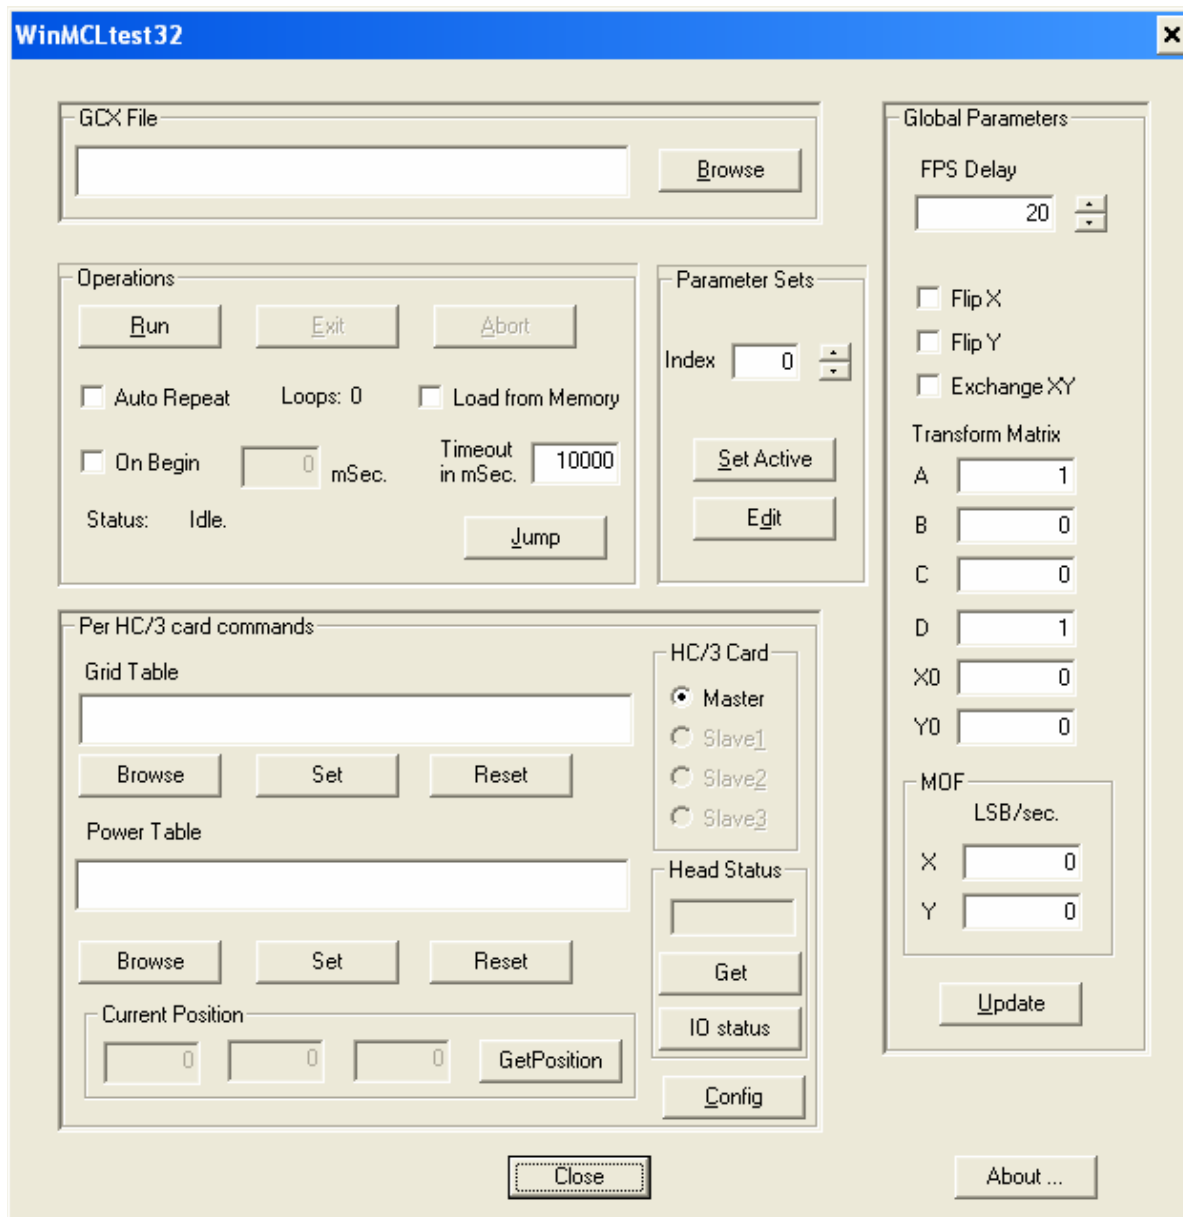 WinMCLtest32
GCX File
Browse
Operations
Run Exit Abort
Auto Repeat Loops: 0 Load from Memory
On Begin 0 mSec. Timeout in mSec. 10000
Status: Idle.
Jump
Parameter Sets
Index 0
Set Active
Edit
Per HC/3 card commands
Grid Table
Browse Set Reset
Power Table
Browse Set Reset
Current Position
0 0 0 GetPosition
HC/3 Card
Master
Slave1
Slave2
Slave3
Head Status
Get
IO status
Config
Global Parameters
FPS Delay
20
Flip X
Flip Y
Exchange XY
Transform Matrix
A 1
B 0
C 0
D 1
X0 0
Y0 0
MOF
LSB/sec.
X 0
Y 0
Update
Close
About ...